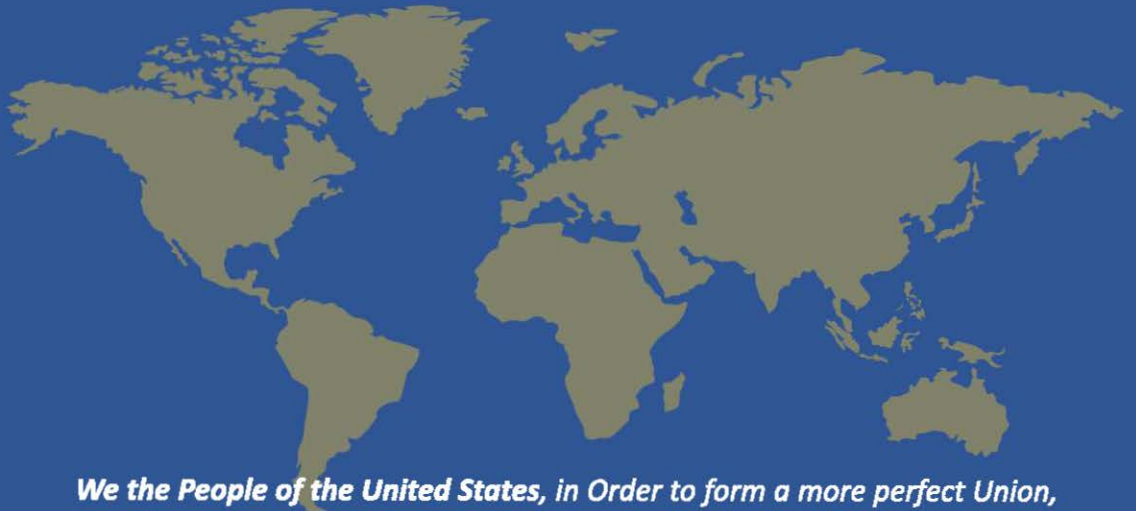 We the People of the United States, in Order to form a more perfect Union,